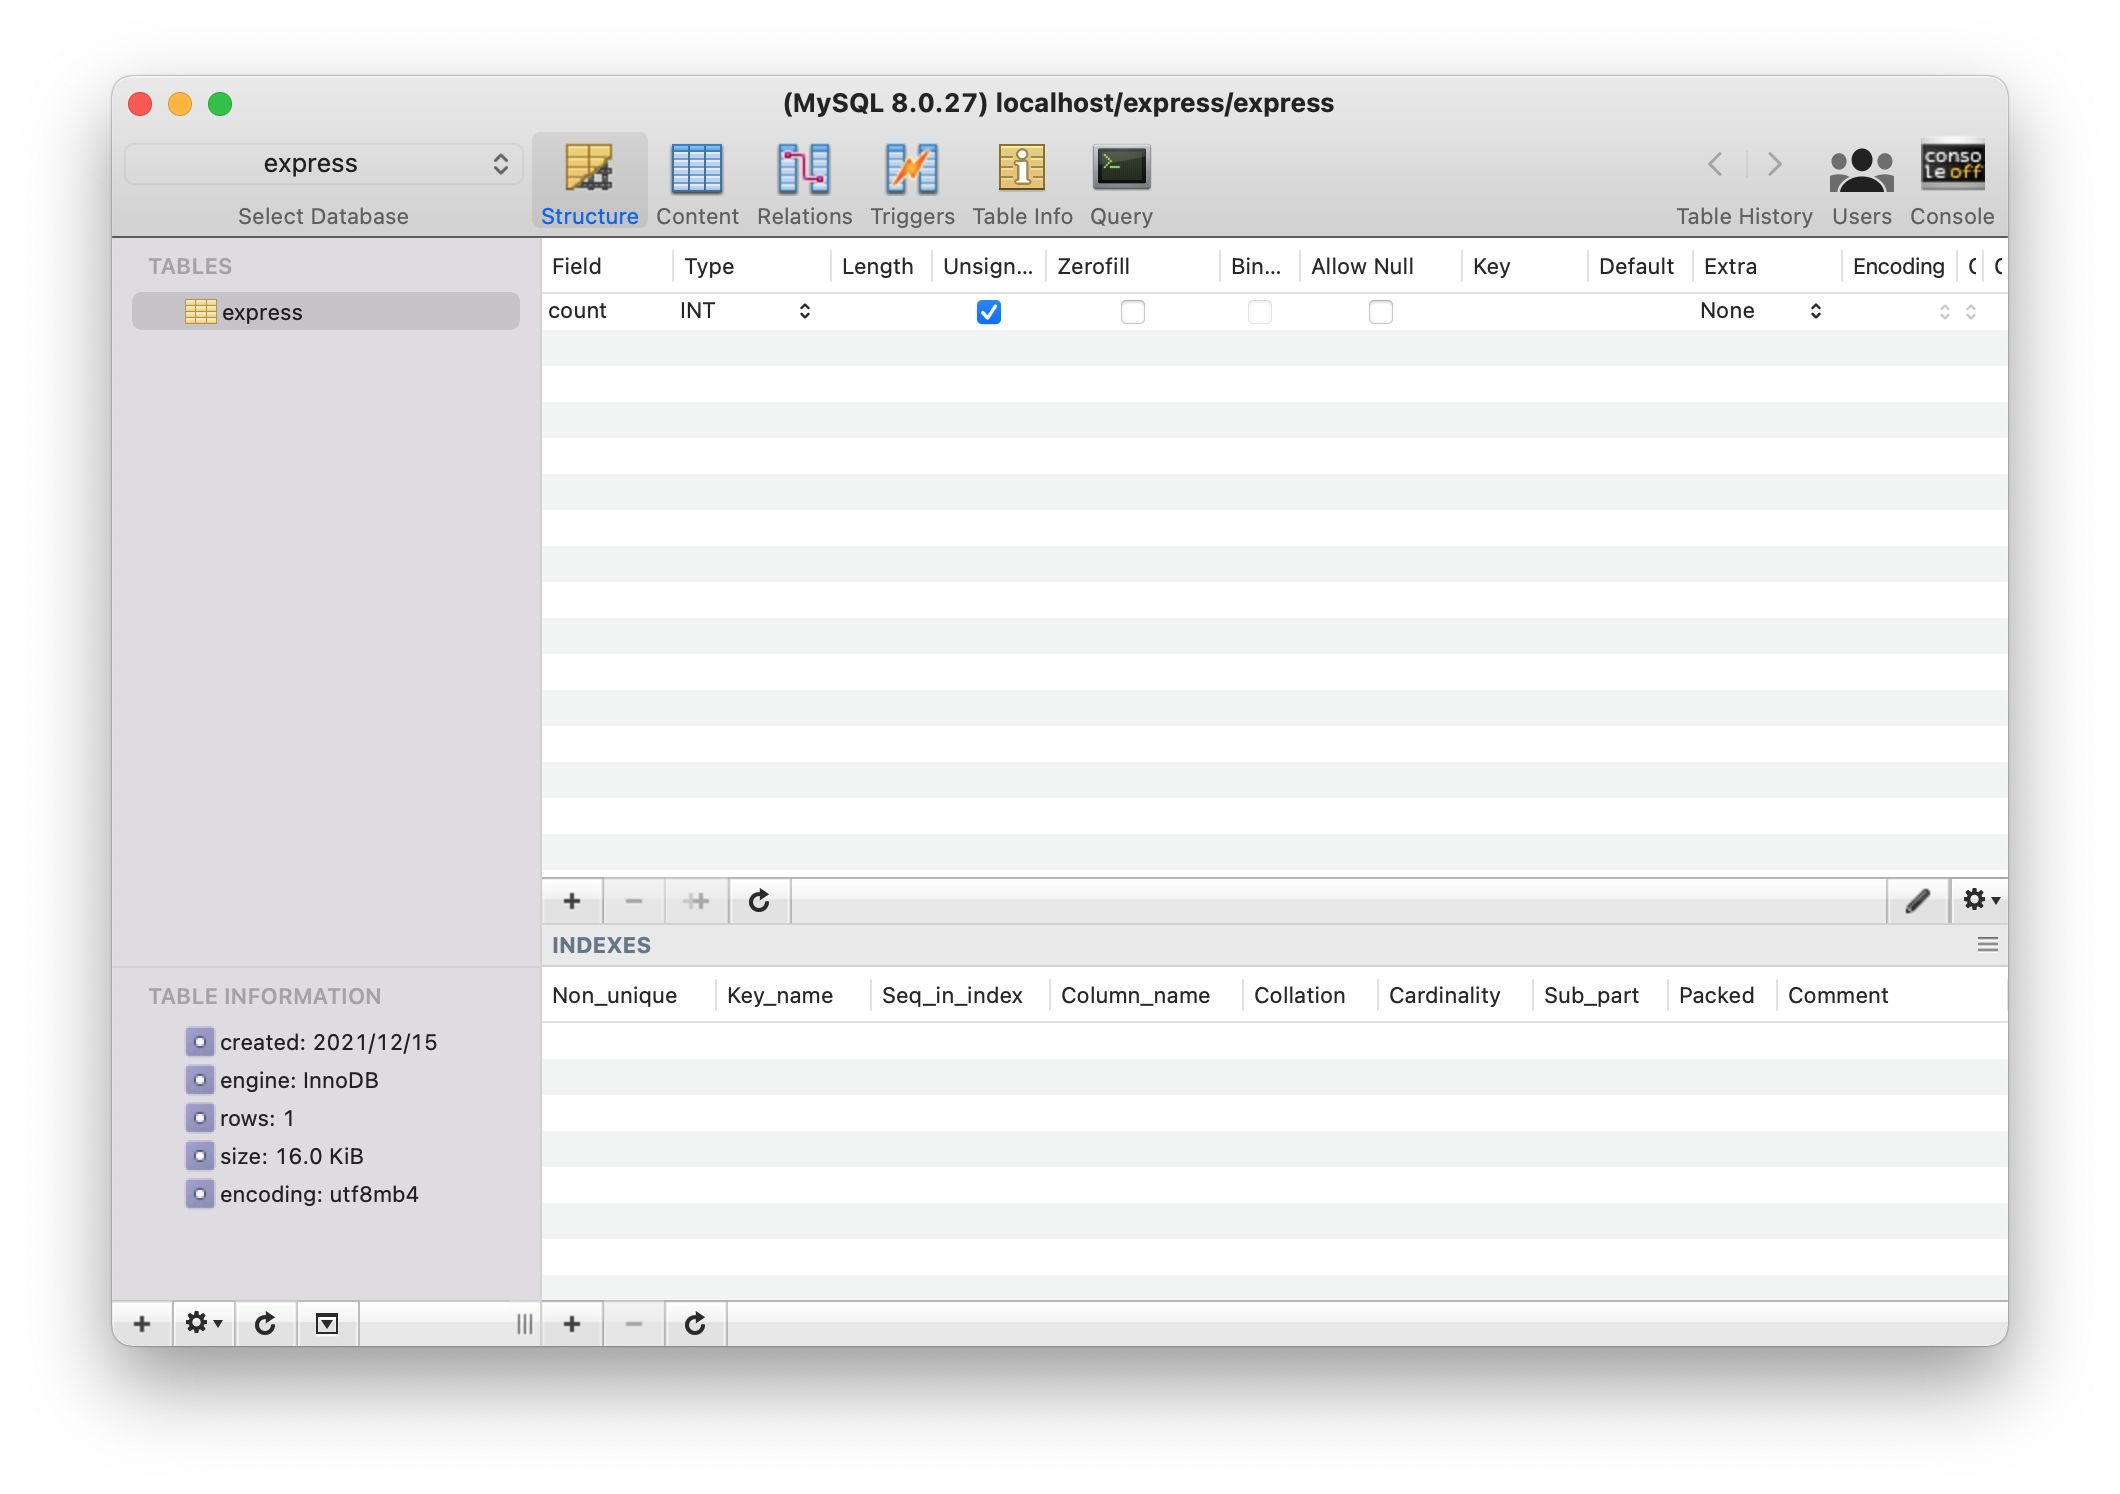 (MySQL 8.0.27) localhost/express/express
express
Select Database
Structure
Content
Relations
Triggers
Table Info
Query
Table History
Users
conso
le off
Console
TABLES
express
Field
Type
Length
Unsign...
Zerofill
Bin...
Allow Null
Key
Default
Extra
Encoding
count
INT
None
INDEXES
Non_unique
Key_name
Seq_in_index
Column_name
Collation
Cardinality
Sub_part
Packed
Comment
TABLE INFORMATION
created: 2021/12/15
engine: InnoDB
rows: 1
size: 16.0 KiB
encoding: utf8mb4